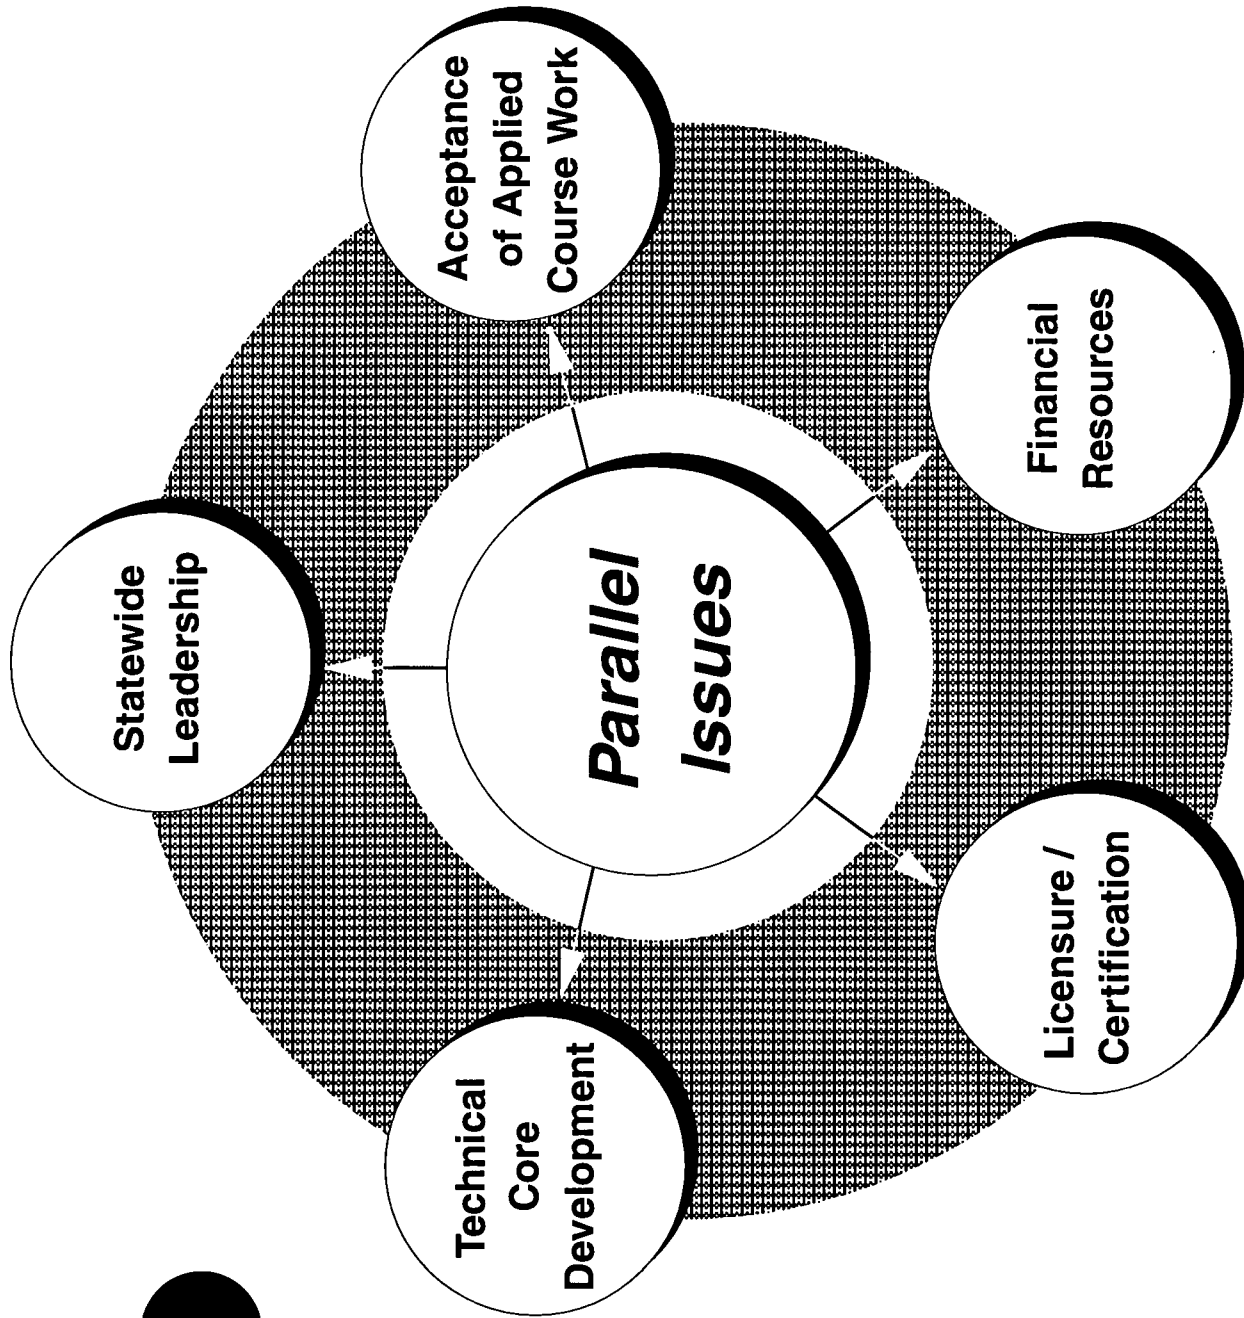 Statewide
Leadership
Acceptance
of Applied
Course Work
Technical
Core
Development
Parallel
Issues
Licensure /
Certification
Financial
Resources